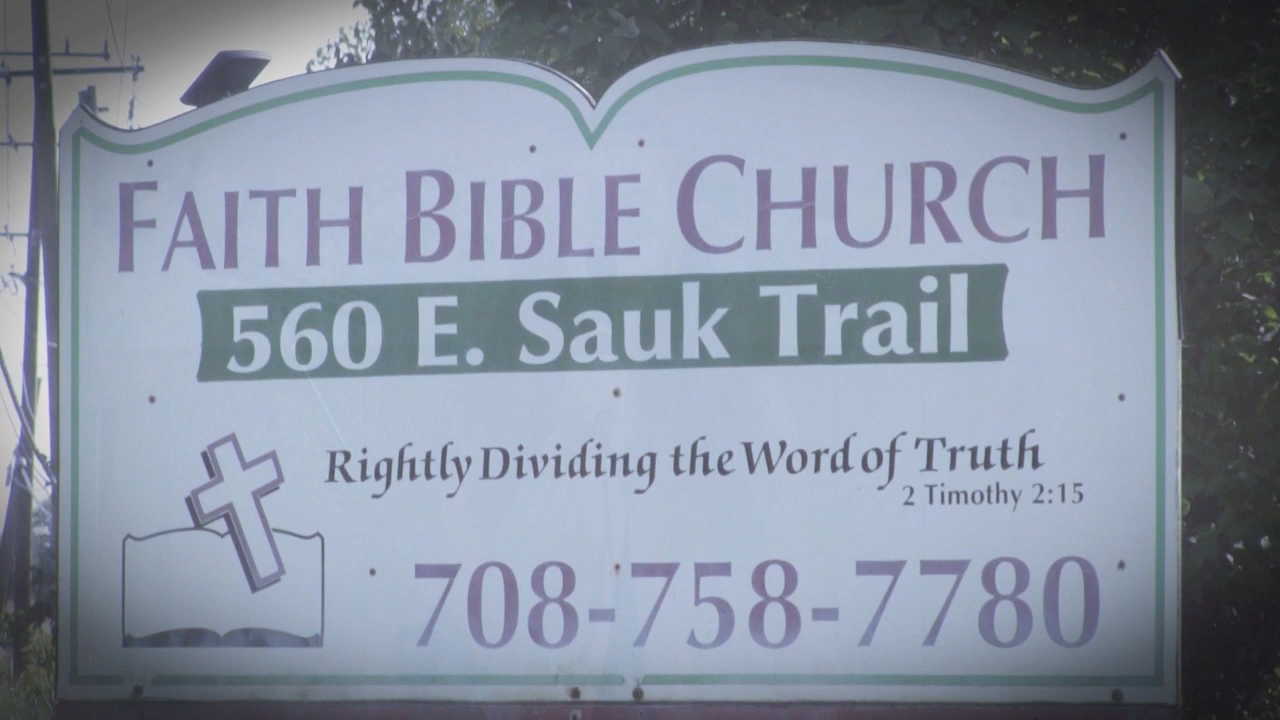 FAITH BIBLE CHURCH
560 E. Sauk Trail
Rightly Dividing the Word of Truth
2 Timothy 2:15
708-758-7780